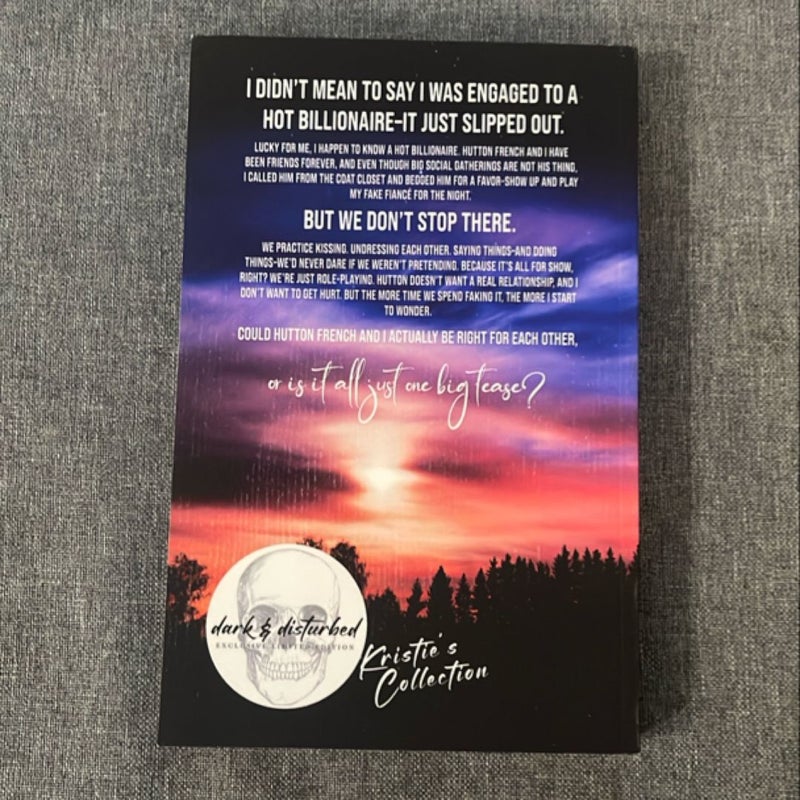 I DIDN'T MEAN TO SAY I WAS ENGAGED TO A
HOT BILLIONAIRE–IT JUST SLIPPED OUT.
LUCKY FOR ME, I HAPPEN TO KNOW A HOT BILLIONAIRE. HUTTON FRENCH AND I HAVE
BEEN FRIENDS FOREVER, AND EVEN THOUGH BIG SOCIAL GATHERINGS ARE NOT HIS THING,
I CALLED HIM FROM THE COAT CLOSET AND BEGGED HIM FOR A FAVOR–SHOW UP AND PLAY
MY FAKE FIANCÉ FOR THE NIGHT.
BUT WE DON'T STOP THERE.
WE PRACTICE KISSING. UNDRESSING EACH OTHER. SAYING THINGS–AND DOING
THINGS–WE'D NEVER DARE IF WE WEREN'T PRETENDING. BECAUSE IT'S ALL FOR SHOW,
RIGHT? WE'RE JUST ROLE-PLAYING. HUTTON DOESN'T WANT A REAL RELATIONSHIP, AND I
DON'T WANT TO GET HURT. BUT THE MORE TIME WE SPEND FAKING IT, THE MORE I START
TO WONDER.
COULD HUTTON FRENCH AND I ACTUALLY BE RIGHT FOR EACH OTHER,
or is it all just one big tease?
dark & disturbed
EXCLUSIVE LIMITED EDITION
Kristie's
Collection